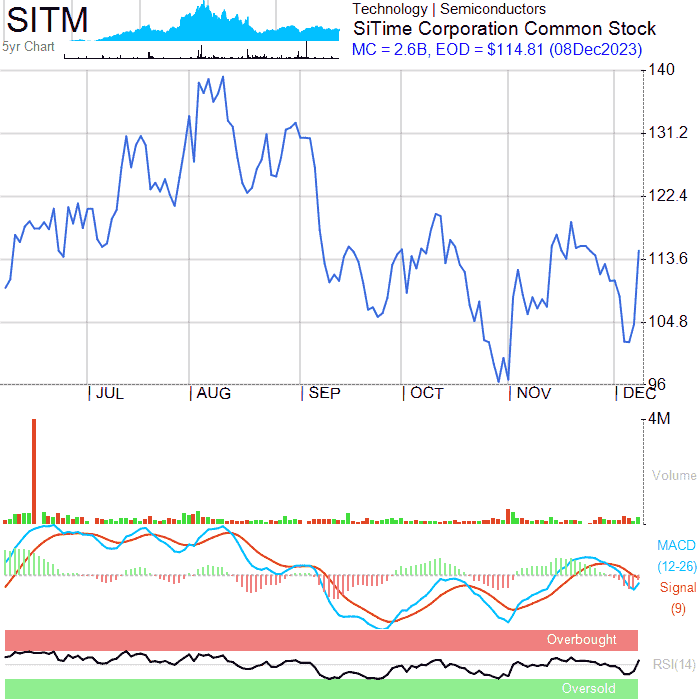 SITM
5yr Chart
Technology | Semiconductors
SiTime Corporation Common Stock
MC = 2.6B, EOD = $114.81 (08Dec2023)
140
131.2
122.4
113.6
104.8
96
JUL
AUG
SEP
OCT
NOV
DEC
4M
Volume
MACD
(12-26)
Signal
(9)
Overbought
RSI(14)
Oversold